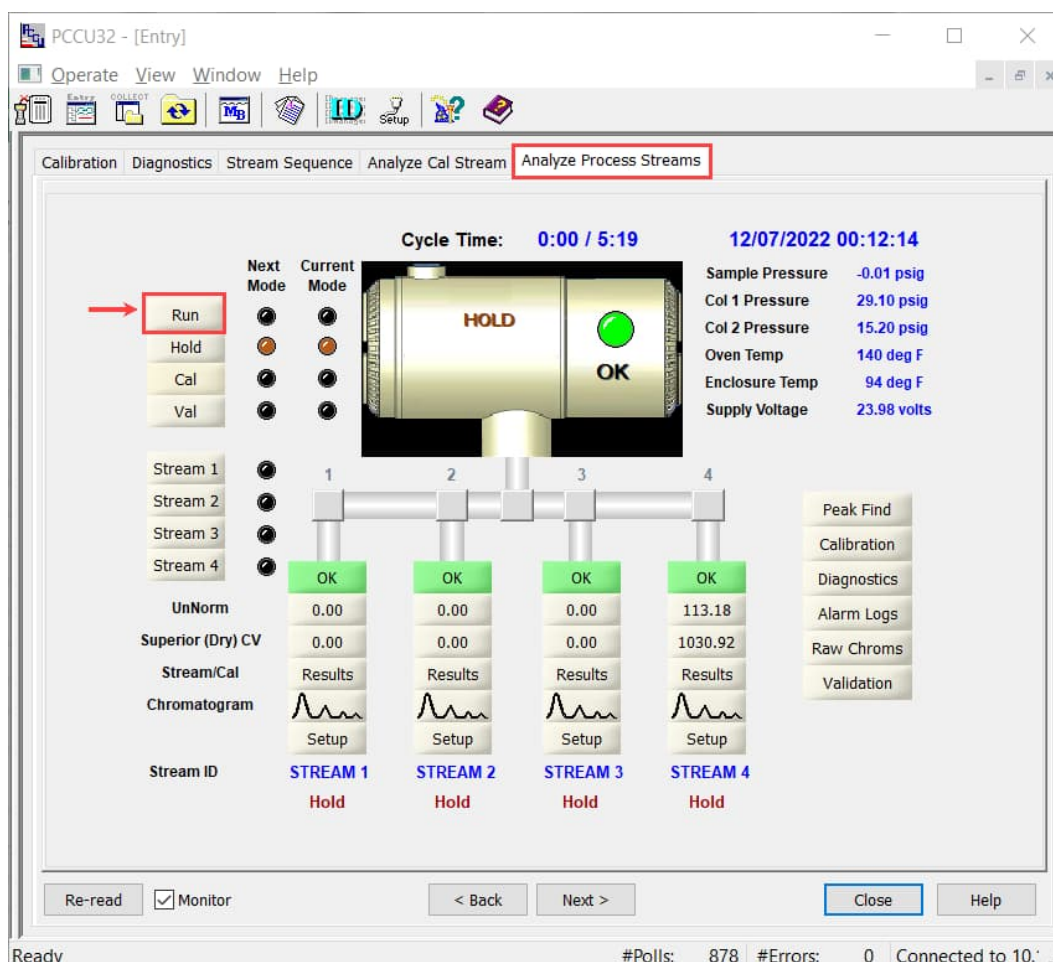 PCCU32 - [Entry]
Operate View Window Help
Entry COLLECT MB ID Setup
Calibration Diagnostics Stream Sequence Analyze Cal Stream Analyze Process Streams
Cycle Time: 0:00 / 5:19 12/07/2022 00:12:14
Next Mode Current Mode
Sample Pressure -0.01 psig
Col 1 Pressure 29.10 psig
Col 2 Pressure 15.20 psig
Oven Temp 140 deg F
Enclosure Temp 94 deg F
Supply Voltage 23.98 volts
Run
Hold
Cal
Val
HOLD
OK
Stream 1
Stream 2
Stream 3
Stream 4
1 2 3 4
OK OK OK OK
UnNorm 0.00 0.00 0.00 113.18
Superior (Dry) CV 0.00 0.00 0.00 1030.92
Stream/Cal Results Results Results Results
Chromatogram
Setup Setup Setup Setup
Stream ID STREAM 1 STREAM 2 STREAM 3 STREAM 4
Hold Hold Hold Hold
Peak Find
Calibration
Diagnostics
Alarm Logs
Raw Chroms
Validation
Re-read Monitor < Back Next > Close Help
Ready #Polls: 878 #Errors: 0 Connected to 10.